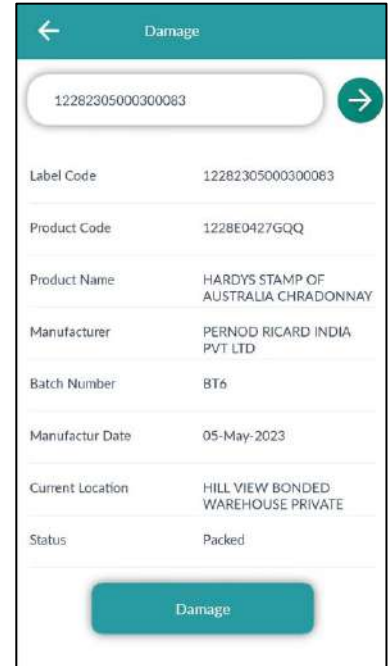 Damage
12282305000300083
Label Code 12282305000300083
Product Code 1228E0427GQQ
Product Name HARDYS STAMP OF
AUSTRALIA CHRADONNAY
Manufacturer PERNOD RICARD INDIA
PVT LTD
Batch Number BT6
Manufactur Date 05-May-2023
Current Location HILL VIEW BONDED
WAREHOUSE PRIVATE
Status Packed
Damage